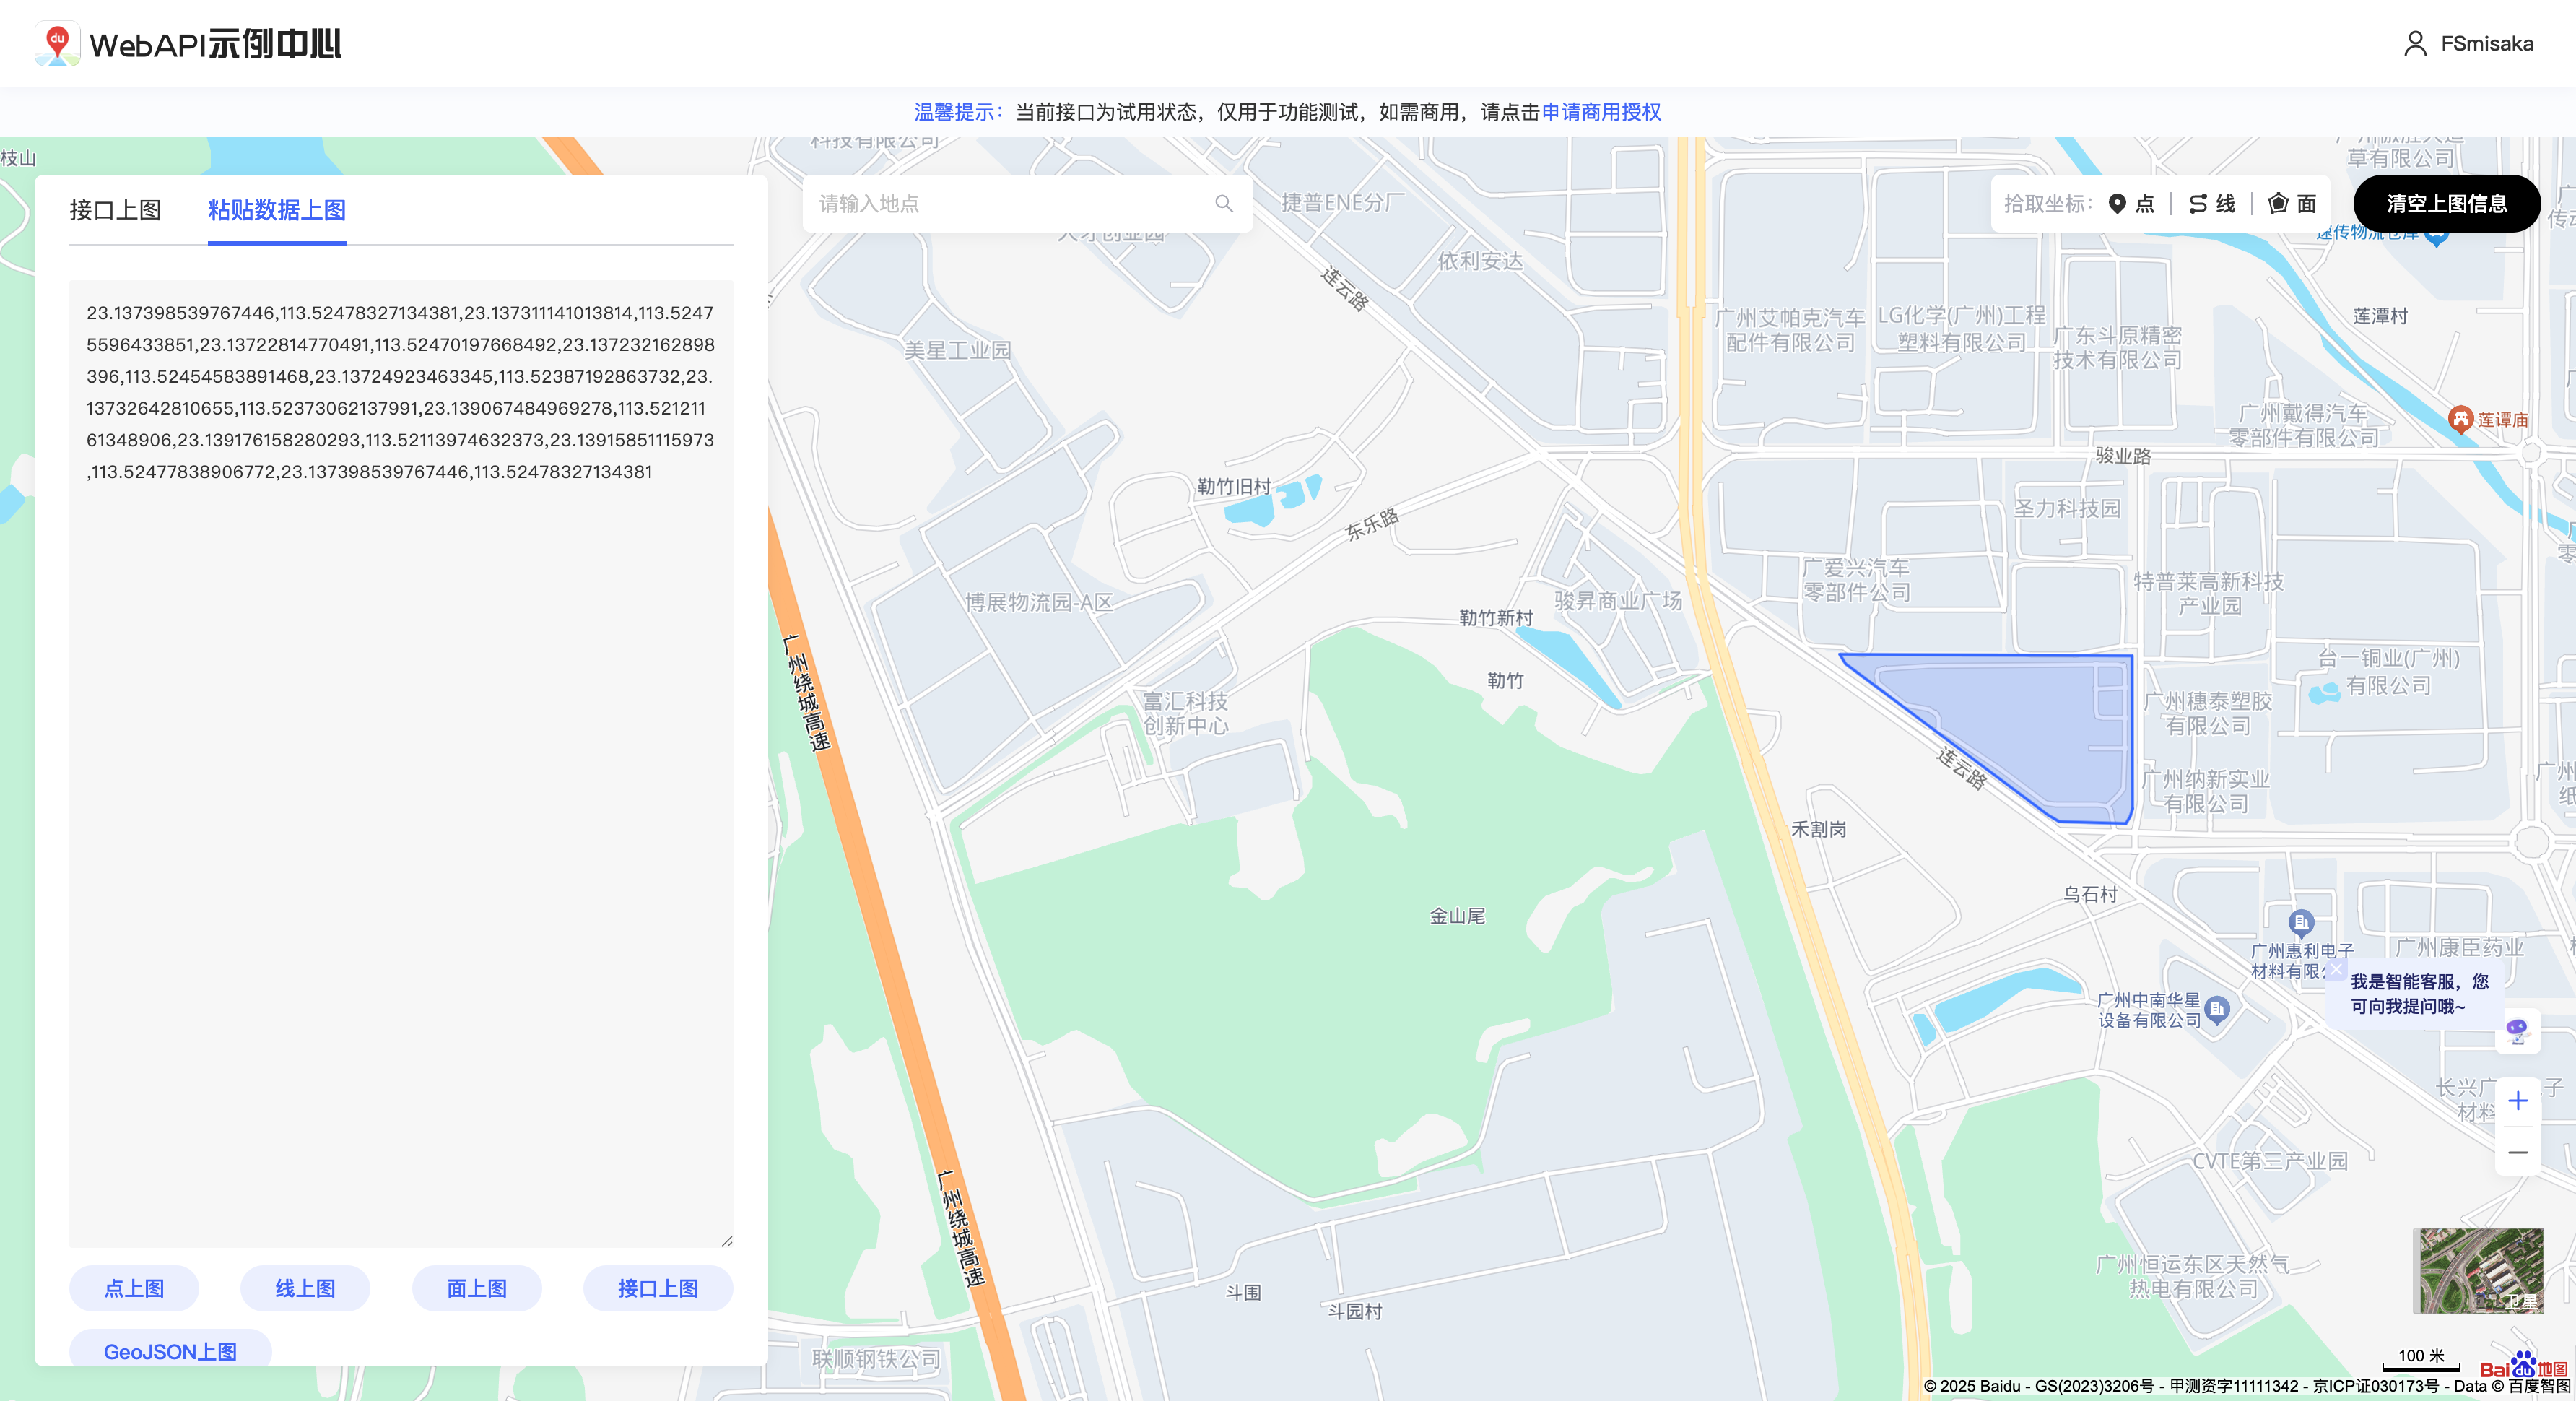 du WebAPI示例中心
FSmisaka
温馨提示：当前接口为试用状态，仅用于功能测试，如需商用，请点击申请商用授权
枝山
科技有限公司
草有限公司
接口上图
粘贴数据上图
请输入地点
捷普ENE分厂
拾取坐标：
点
线
面
清空上图信息
人才创业园
速传物流仓库
依利安达
连云路
23.137398539767446,113.52478327134381,23.137311141013814,113.5247
5596433851,23.13722814770491,113.52470197668492,23.137232162898
396,113.52454583891468,23.13724923463345,113.52387192863732,23.
13732642810655,113.52373062137991,23.139067484969278,113.521211
61348906,23.139176158280293,113.52113974632373,23.13915851115973
,113.52477838906772,23.137398539767446,113.52478327134381
广州艾帕克汽车
配件有限公司
LG化学(广州)工程
塑料有限公司
广东斗原精密
技术有限公司
莲潭村
美星工业园
广州戴得汽车
零部件有限公司
莲谭庙
骏业路
勒竹旧村
东乐路
圣力科技园
广爱兴汽车
零部件公司
特普莱高新科技
产业园
博展物流园-A区
骏昇商业广场
勒竹新村
广州绕城高速
勒竹
台一铜业(广州)
有限公司
富汇科技
创新中心
广州穗泰塑胶
有限公司
连云路
广州纳新实业
有限公司
禾割岗
乌石村
金山尾
广州惠利电子
材料有限
广州康臣药业
我是智能客服，您
可向我提问哦~
广州中南华星
设备有限公司
长兴广
子
材料
CVTE第三产业园
广州绕城高速
广州恒运东区天然气
热电有限公司
斗围
斗园村
卫星
点上图
线上图
面上图
接口上图
GeoJSON上图
联顺钢铁公司
100 米
Bai du 地图
© 2025 Baidu - GS(2023)3206号 - 甲测资字11111342 - 京ICP证030173号 - Data © 百度智图